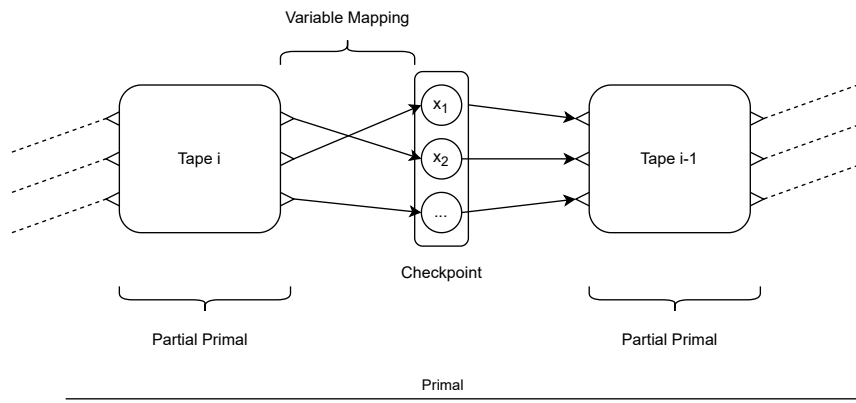 Variable Mapping
x1
Tape i
x2
Tape i-1
...
Checkpoint
Partial Primal
Partial Primal
Primal